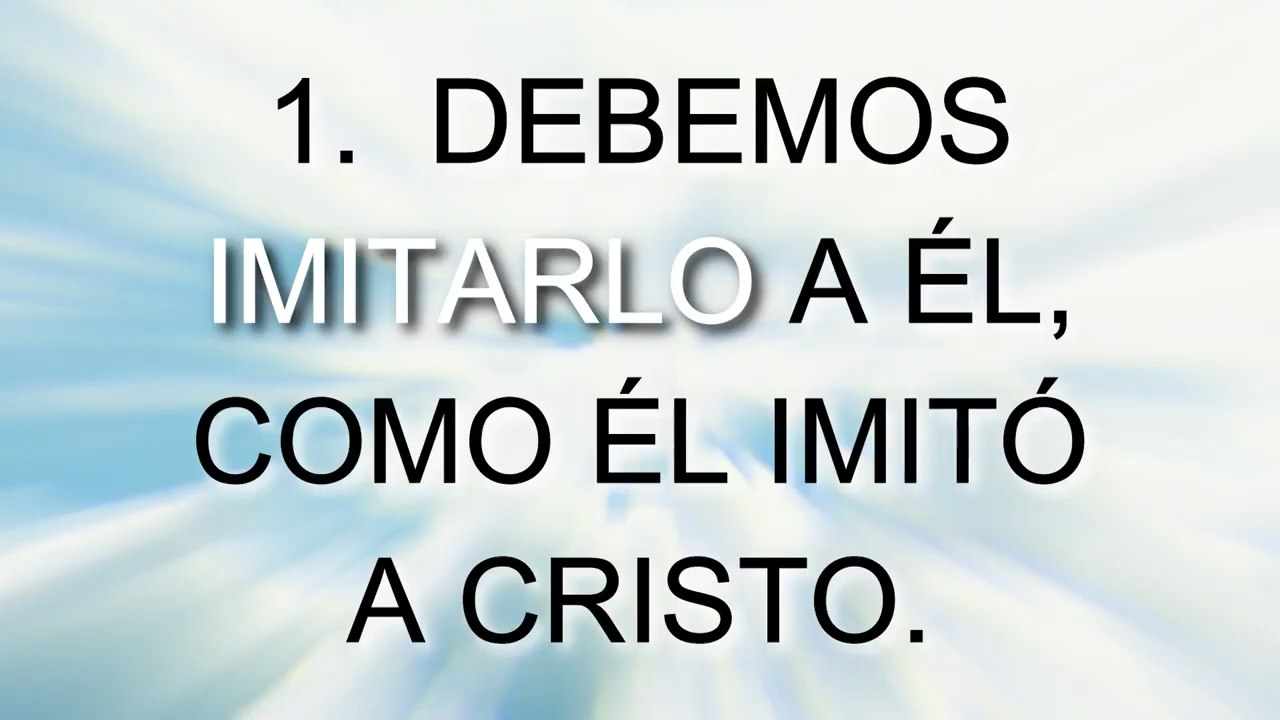 1. DEBEMOS
IMITARLO A ÉL,
COMO ÉL IMITÓ
A CRISTO.